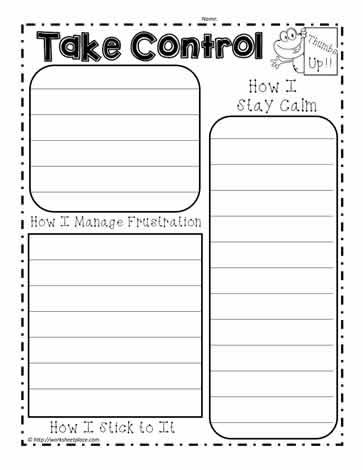 Name:
Take Control
Thumbs
Up!!
How I
Stay Calm
How I Manage Frustration
How I Stick to It
© http://worksheetplace.com